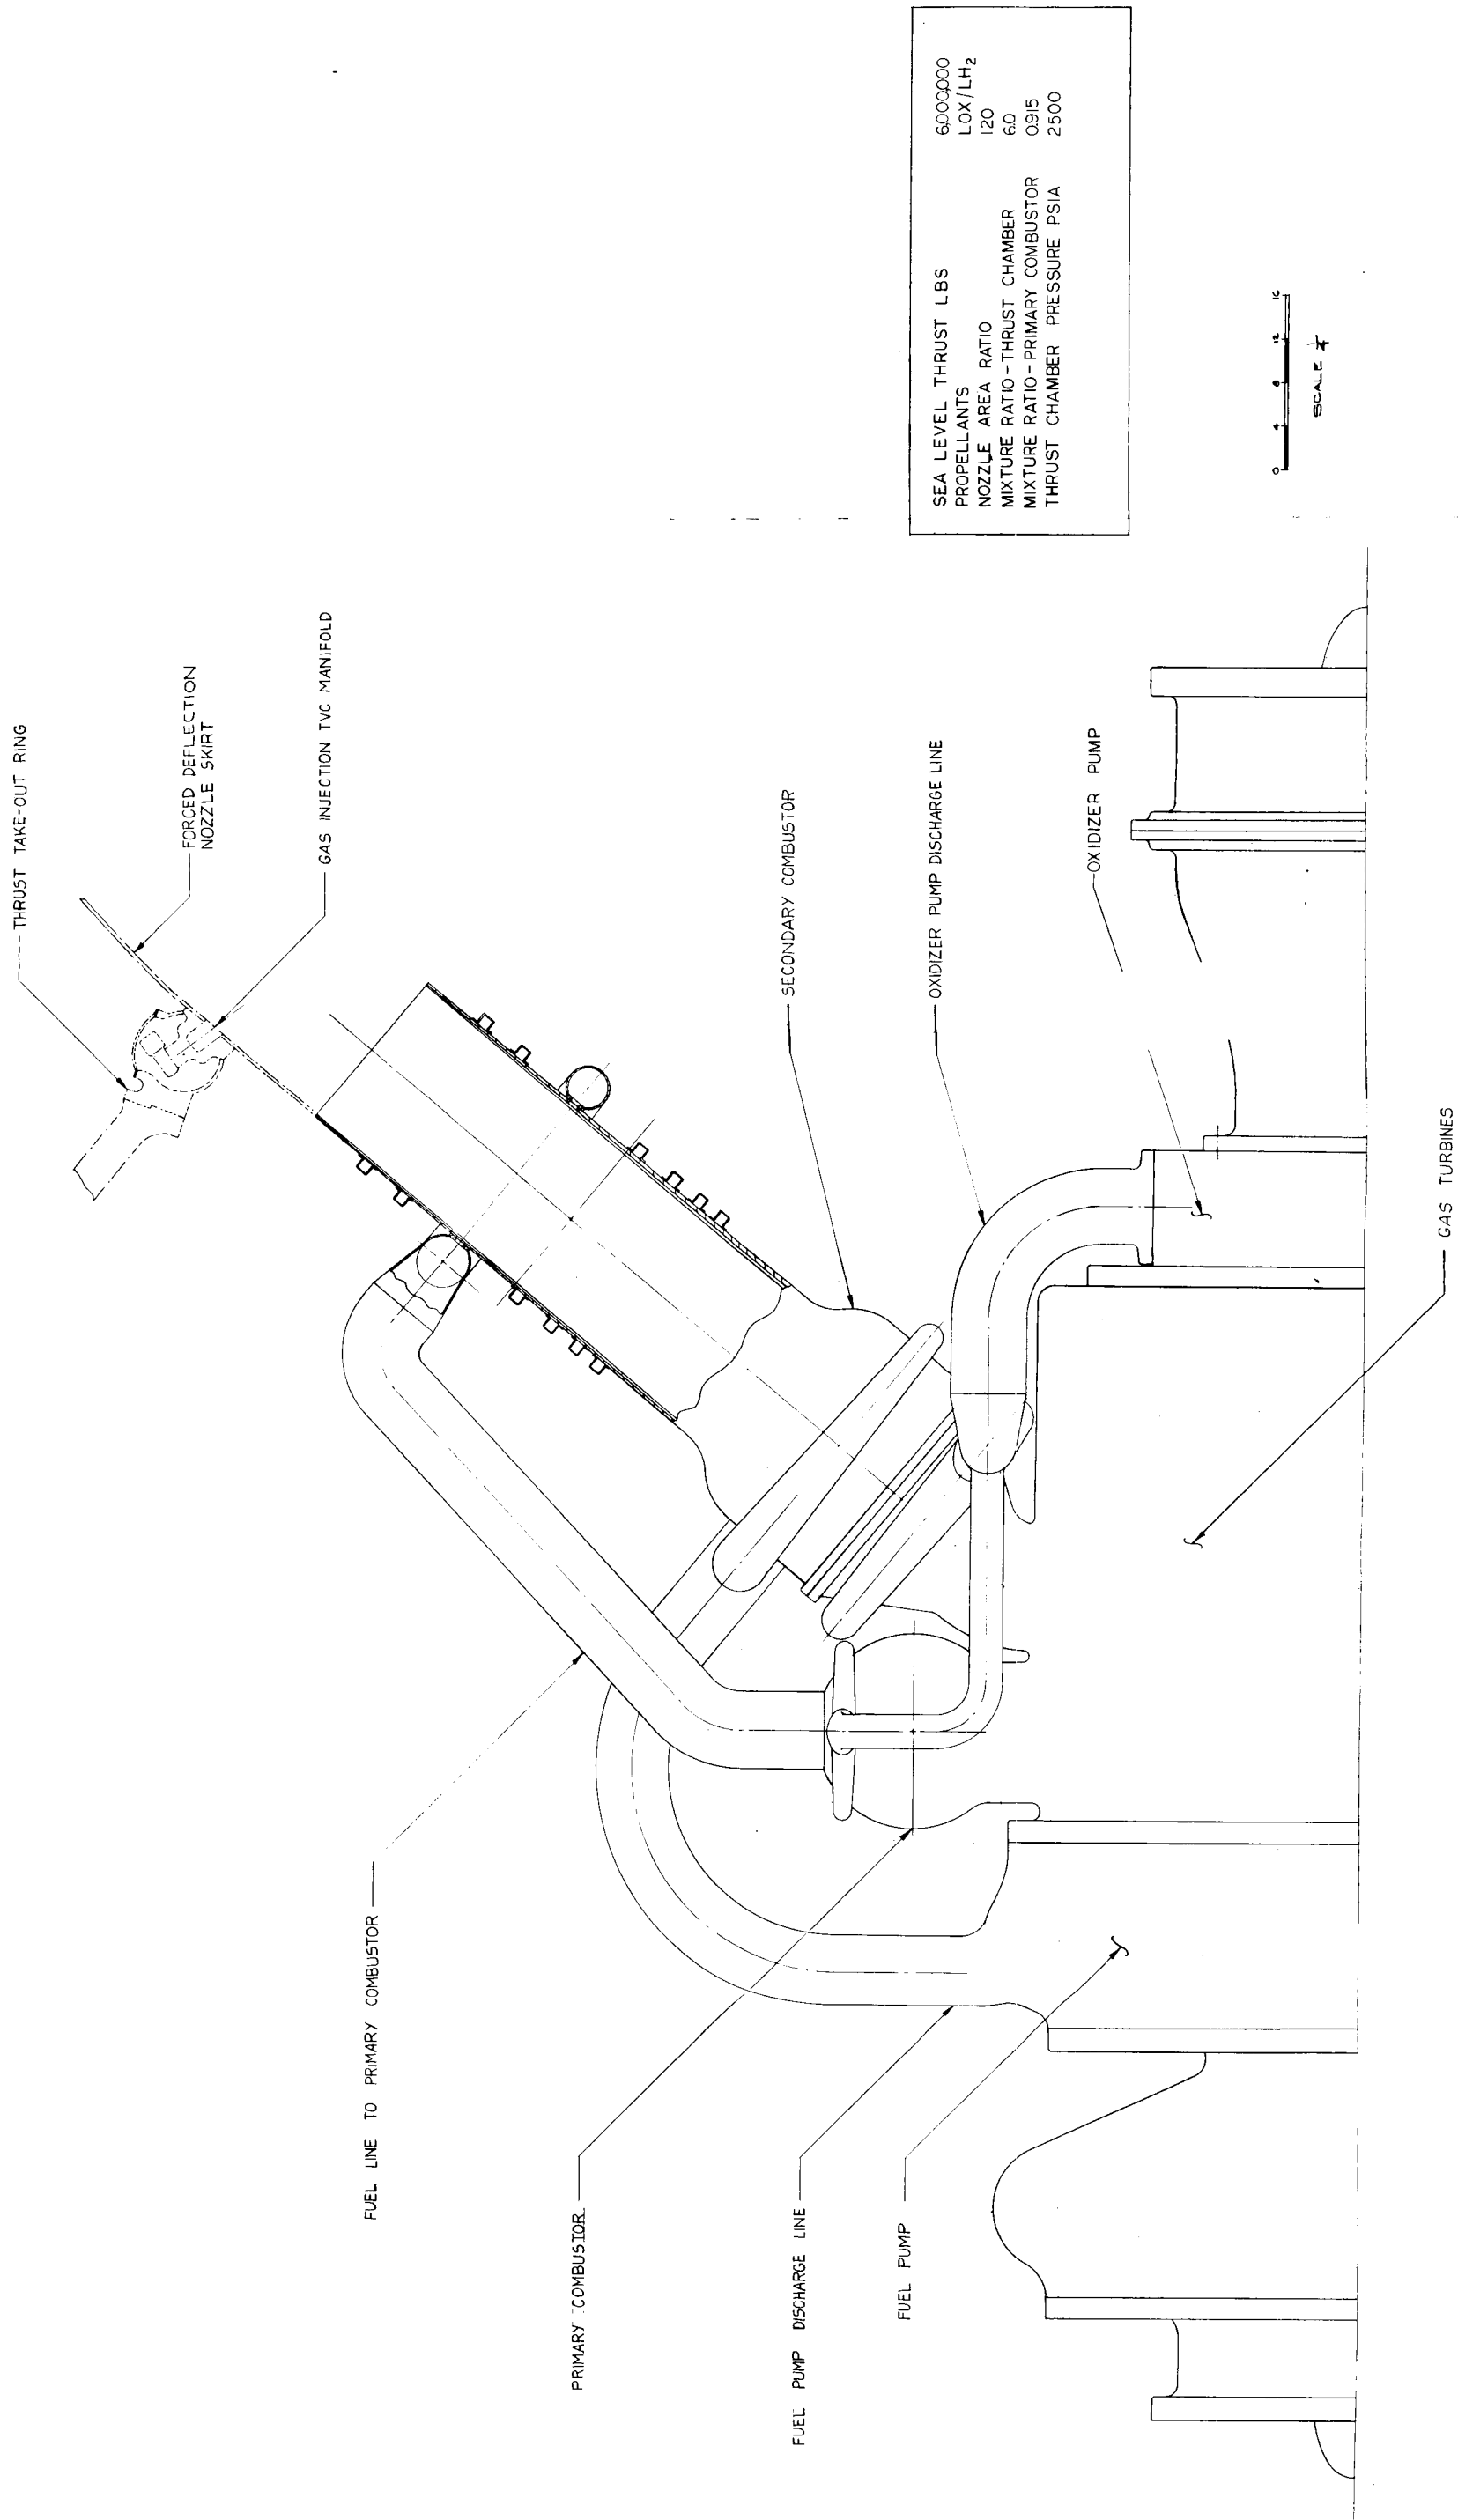 THRUST TAKE-OUT RING
FORCED DEFLECTION
NOZZLE SKIRT
GAS INJECTION TVC MANIFOLD
SECONDARY COMBUSTOR
OXIDIZER PUMP DISCHARGE LINE
OXIDIZER PUMP
GAS TURBINES
FUEL LINE TO PRIMARY COMBUSTOR
PRIMARY COMBUSTOR
FUEL PUMP DISCHARGE LINE
FUEL PUMP
SEA LEVEL THRUST LBS 6,000,000
PROPELLANTS LOX/LH2
NOZZLE AREA RATIO 120
MIXTURE RATIO-THRUST CHAMBER 6.0
MIXTURE RATIO-PRIMARY COMBUSTOR 0.915
THRUST CHAMBER PRESSURE PSIA 2500
0 4 8 12 16
SCALE 1/4